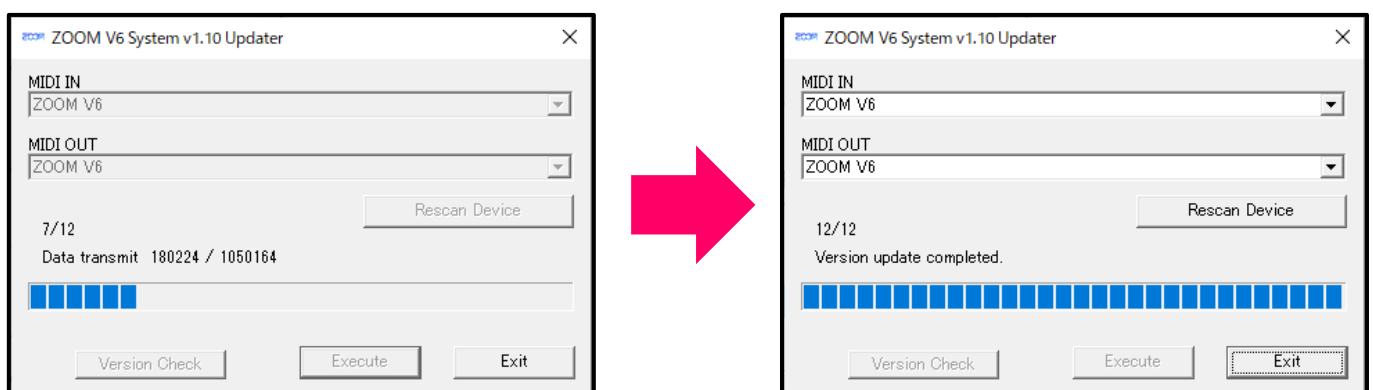 ZOOM ZOOM V6 System v1.10 Updater
MIDI IN
ZOOM V6
MIDI OUT
ZOOM V6
Rescan Device
7/12
Data transmit 180224 / 1050164
Version Check Execute Exit
ZOOM ZOOM V6 System v1.10 Updater
MIDI IN
ZOOM V6
MIDI OUT
ZOOM V6
Rescan Device
12/12
Version update completed.
Version Check Execute Exit